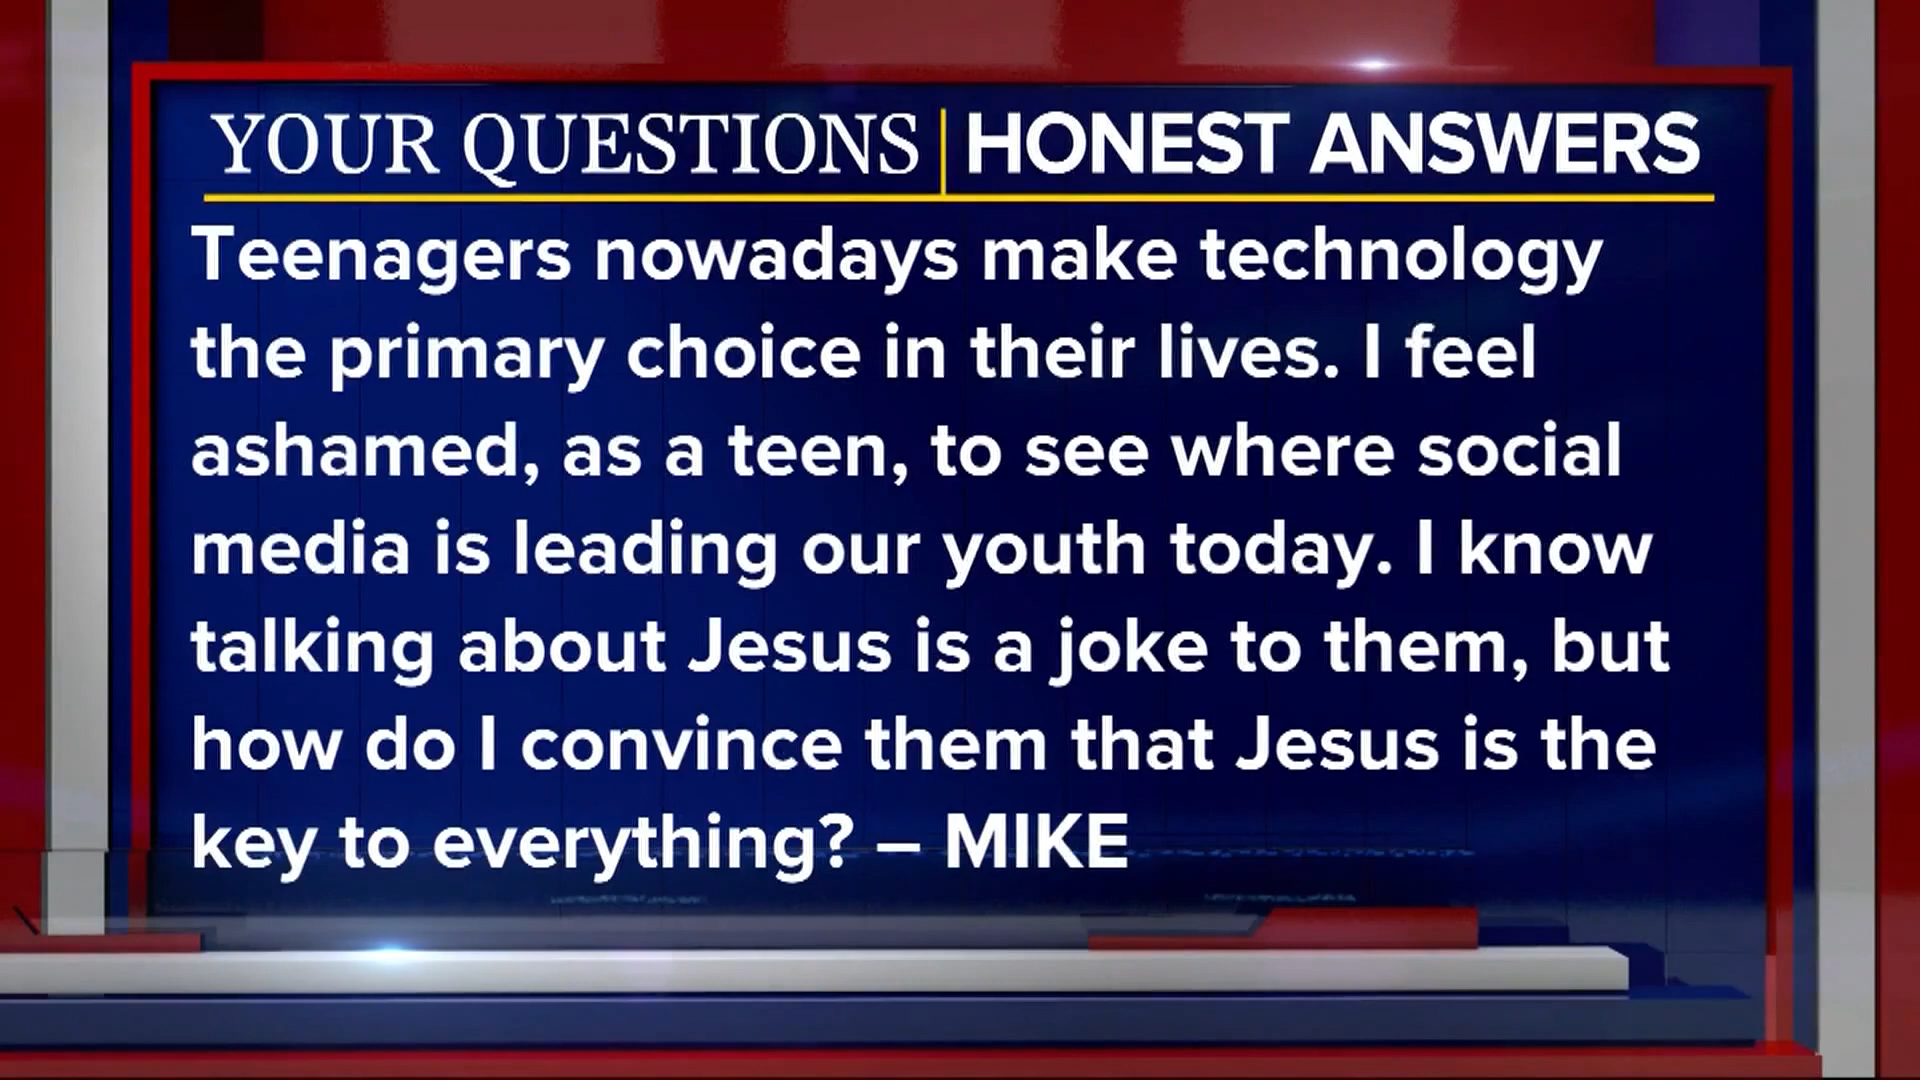 YOUR QUESTIONS | HONEST ANSWERS
Teenagers nowadays make technology
the primary choice in their lives. I feel
ashamed, as a teen, to see where social
media is leading our youth today. I know
talking about Jesus is a joke to them, but
how do I convince them that Jesus is the
key to everything? – MIKE